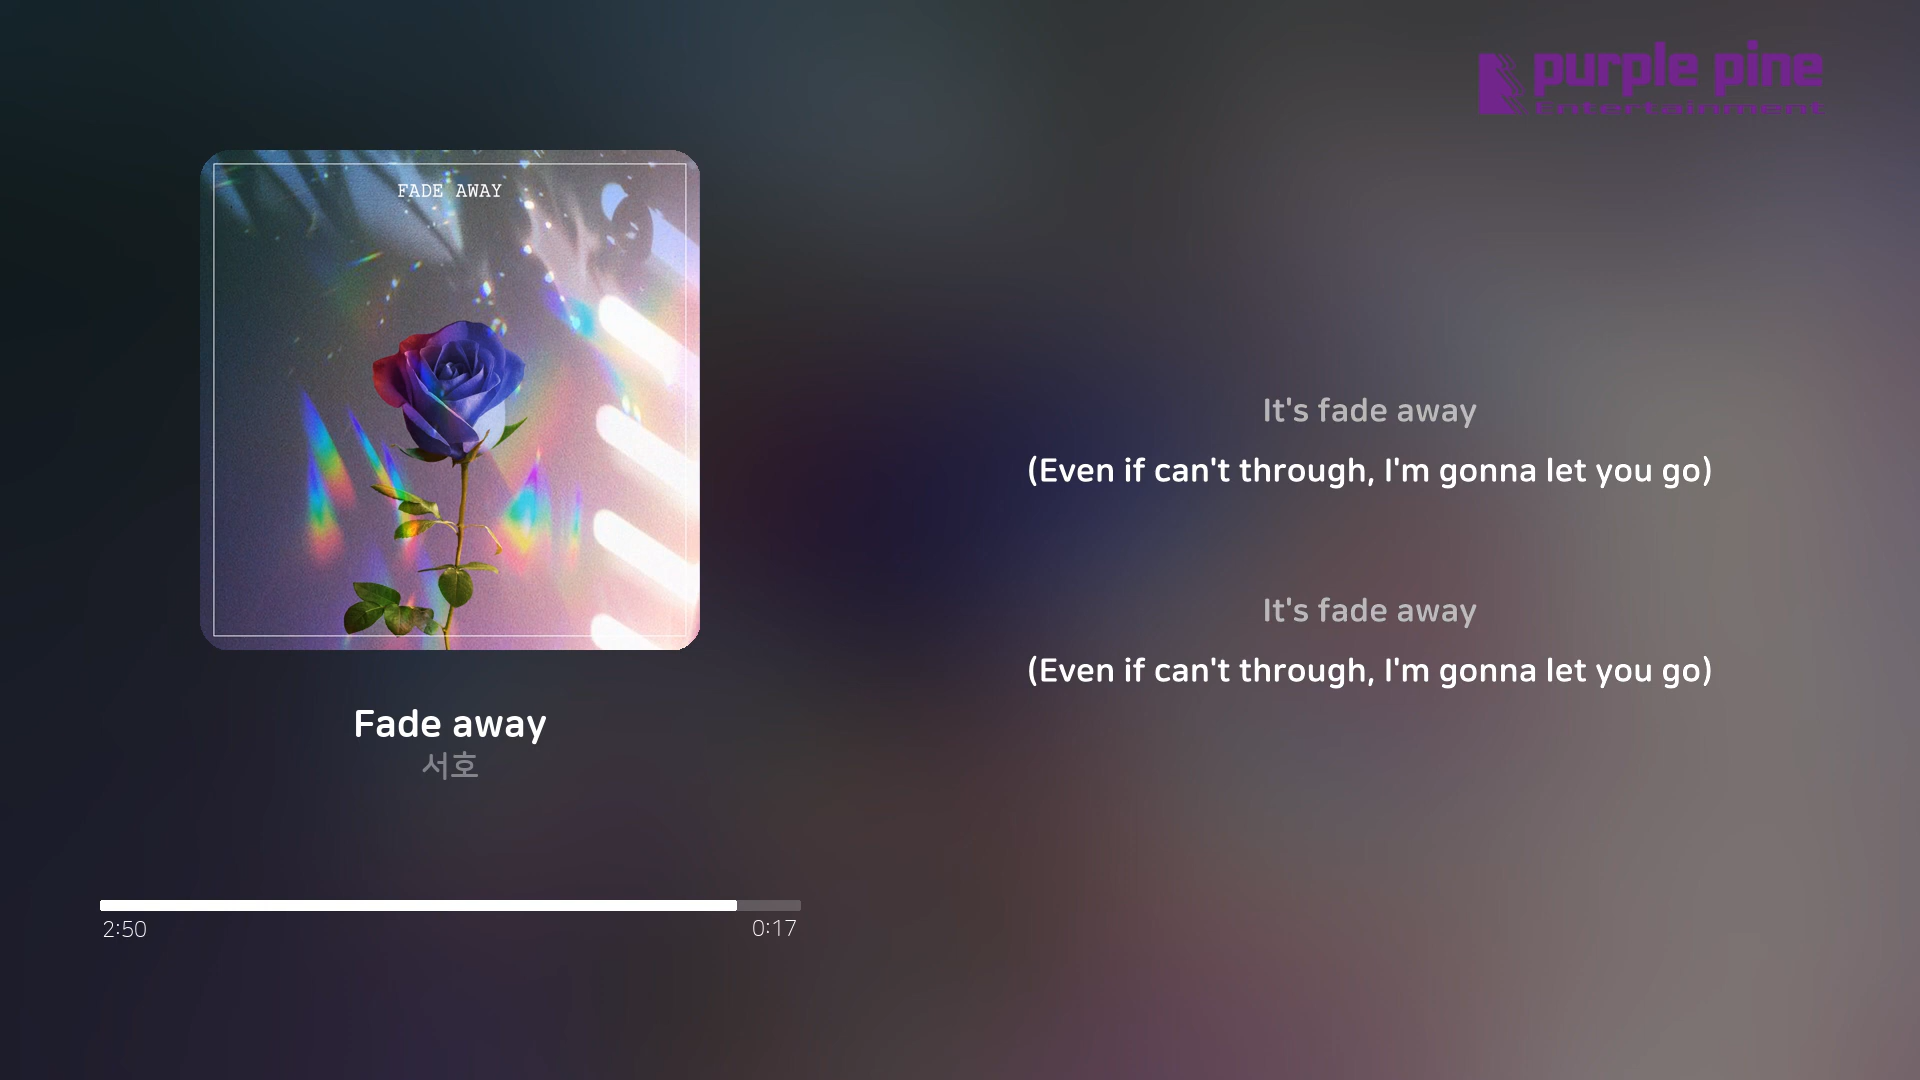 purple pine
Entertainment
FADE AWAY
It's fade away
(Even if can't through, I'm gonna let you go)
It's fade away
(Even if can't through, I'm gonna let you go)
Fade away
서호
2:50
0:17